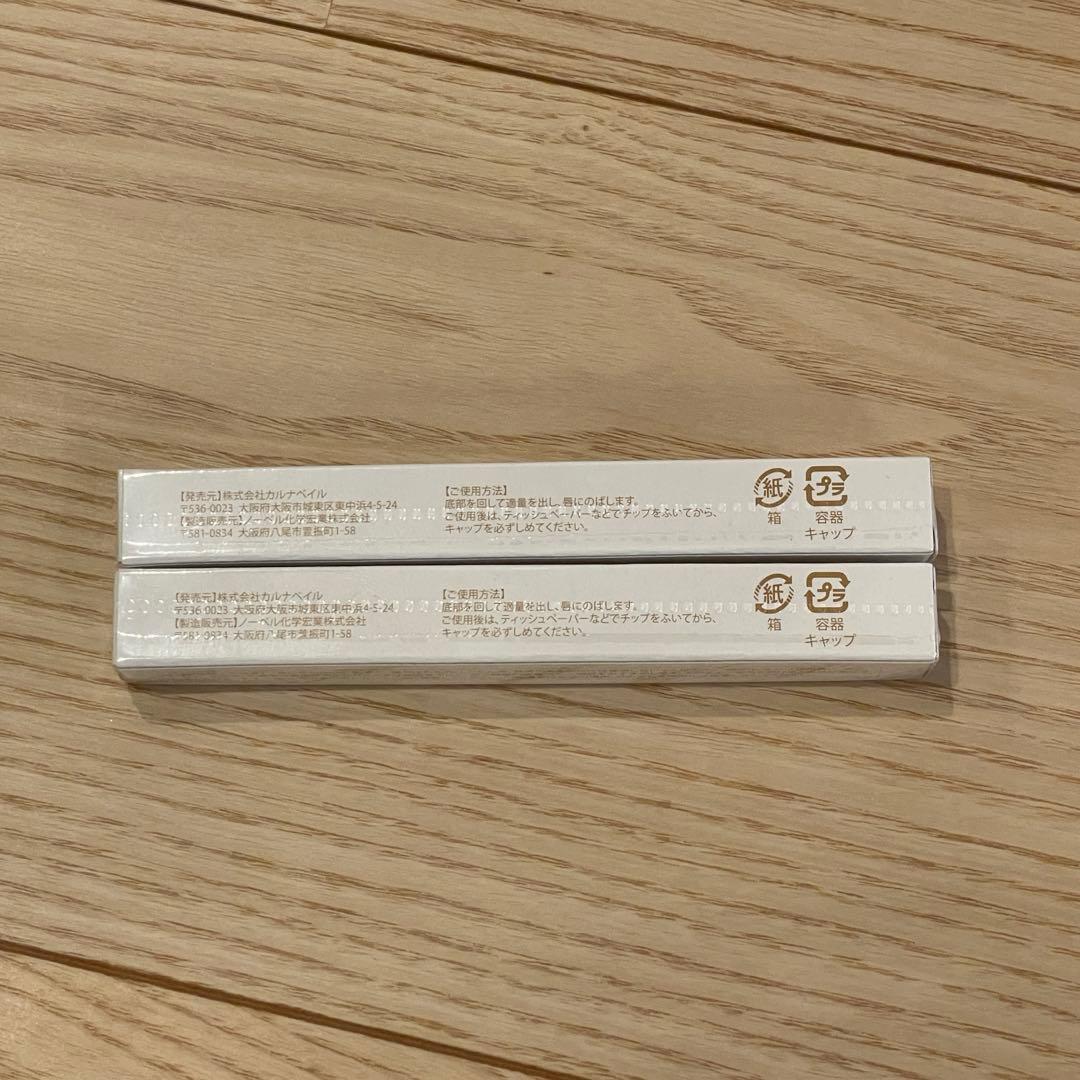 【発売元】株式会社カルナベイル
〒536-0023 大阪府大阪市城東区東中浜4-5-24
【製造販売元】ノーベル化学宏業株式会社
〒581-0834 大阪府八尾市萱振町1-58
【ご使用方法】
底部を回して適量を出し、唇にのばします。
ご使用後は、ティッシュペーパーなどでチップをふいてから、
キャップを必ずしめてください。
紙
箱
プラ
容器
キャップ
【発売元】株式会社カルナベイル
〒536-0023 大阪府大阪市城東区東中浜4-5-24
【製造販売元】ノーベル化学宏業株式会社
〒581-0834 大阪府八尾市萱振町1-58
【ご使用方法】
底部を回して適量を出し、唇にのばします。
ご使用後は、ティッシュペーパーなどでチップをふいてから、
キャップを必ずしめてください。
紙
箱
プラ
容器
キャップ